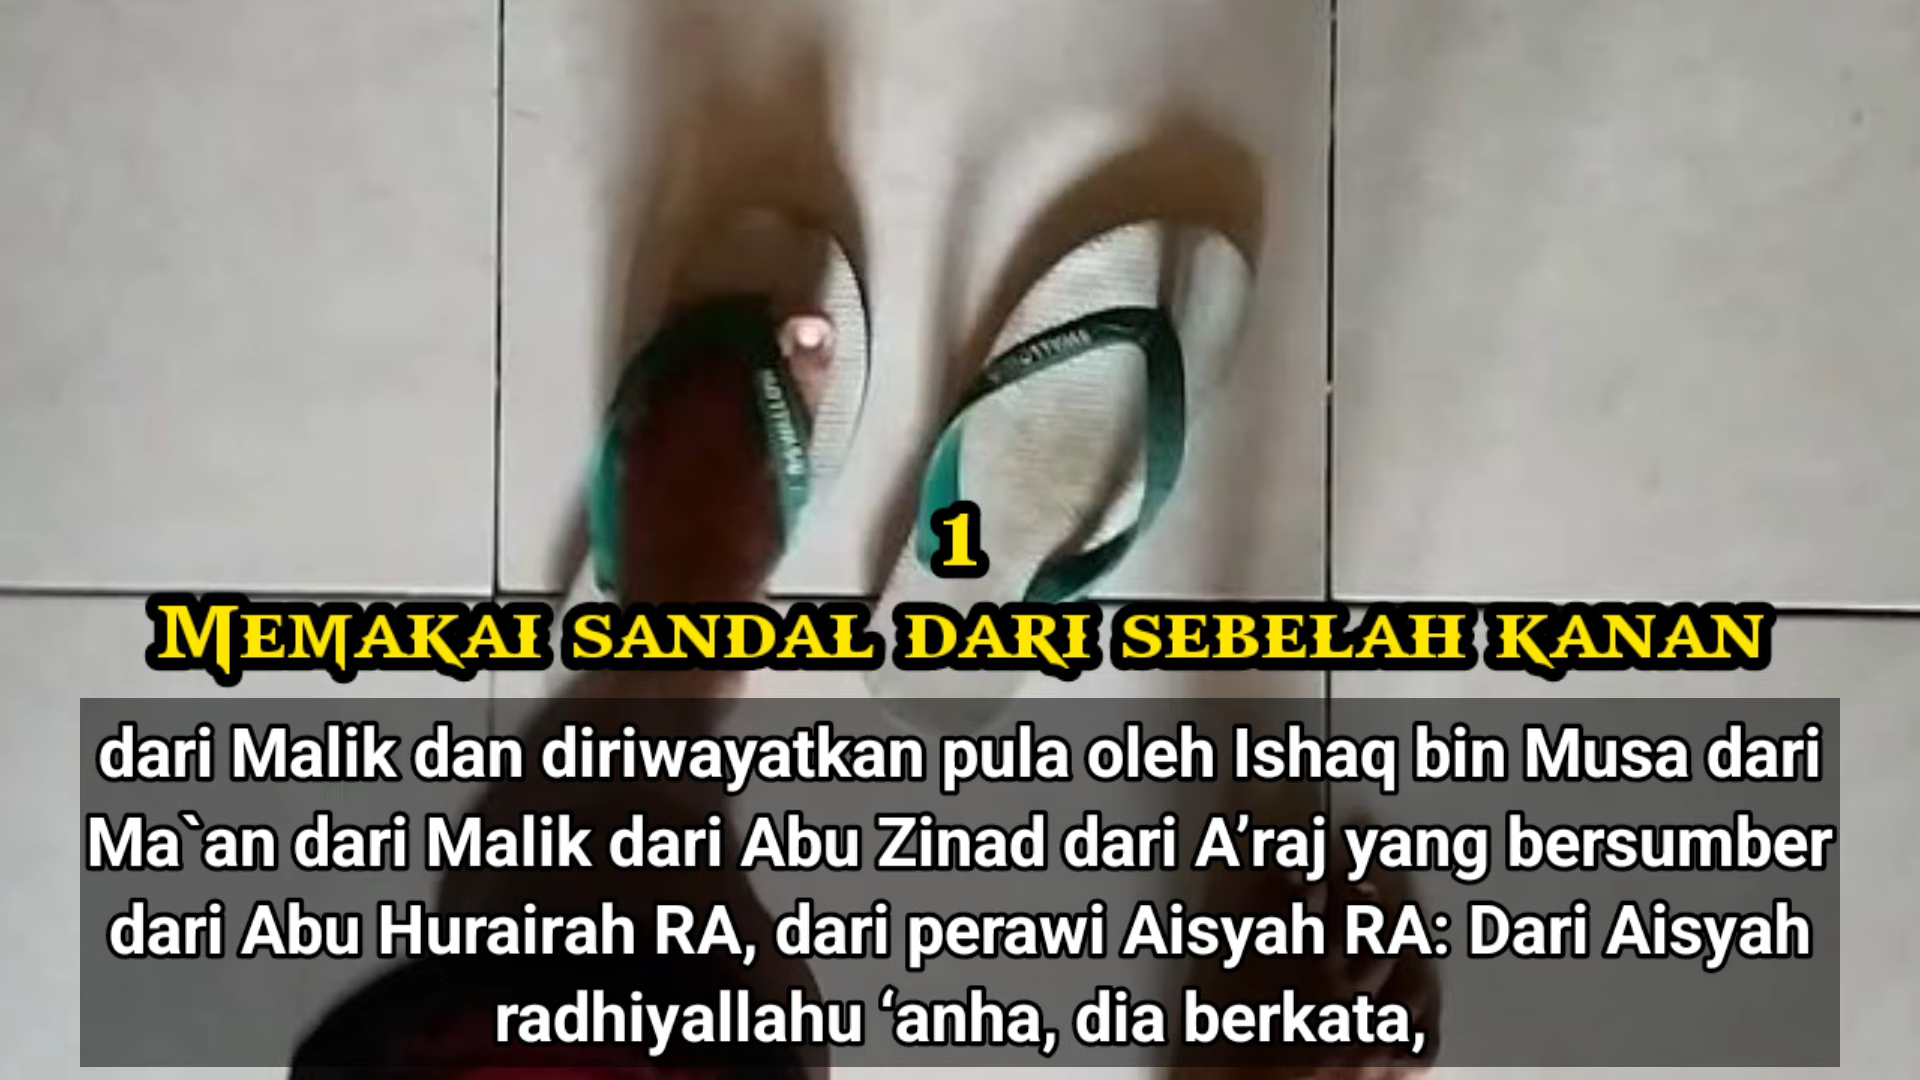 1
Memakai sandal dari sebelah kanan
dari Malik dan diriwayatkan pula oleh Ishaq bin Musa dari
Ma`an dari Malik dari Abu Zinad dari A’raj yang bersumber
dari Abu Hurairah RA, dari perawi Aisyah RA: Dari Aisyah
radhiyallahu ‘anha, dia berkata,